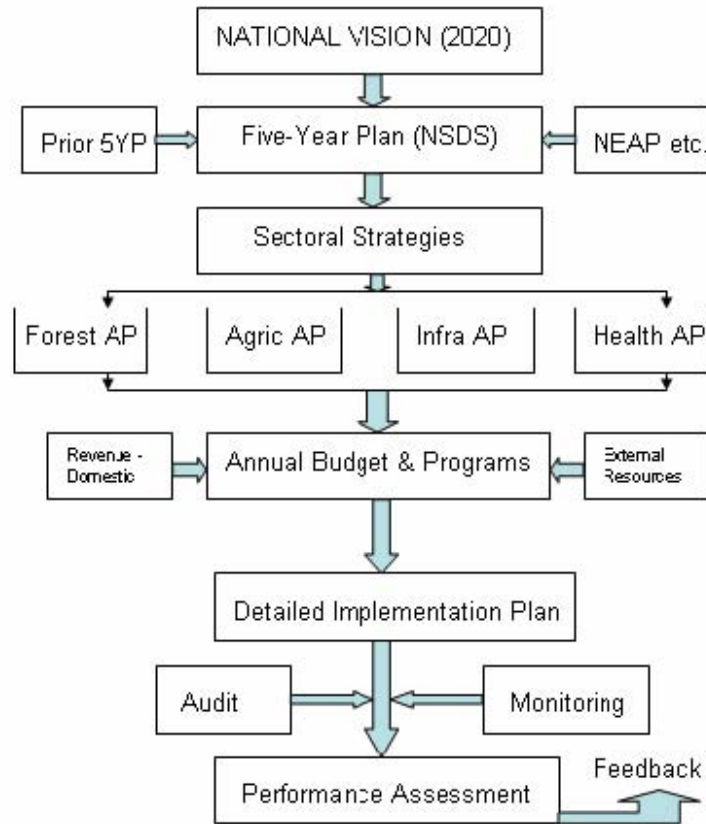 NATIONAL VISION (2020)
Prior 5YP
Five-Year Plan (NSDS)
NEAP etc.
Sectoral Strategies
Forest AP
Agric AP
Infra AP
Health AP
Revenue -
Domestic
Annual Budget & Programs
External
Resources
Detailed Implementation Plan
Audit
Monitoring
Performance Assessment
Feedback